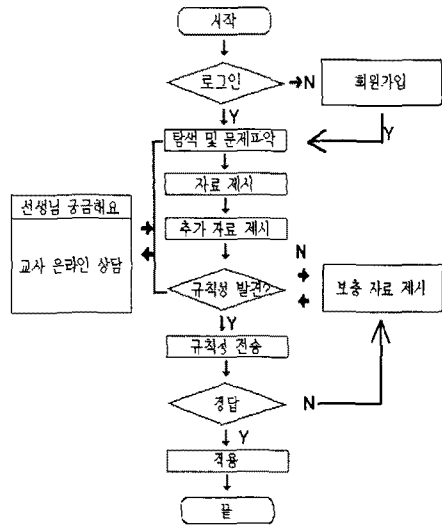 시작
로그인
N
회원가입
Y
Y
탐색 및 문제파악
자료 제시
선생님 궁금해요
추가 자료 제시
교사 온라인 상담
N
규칙성 발견?
보충 자료 제시
Y
규칙성 전송
정답
N
Y
적용
끝